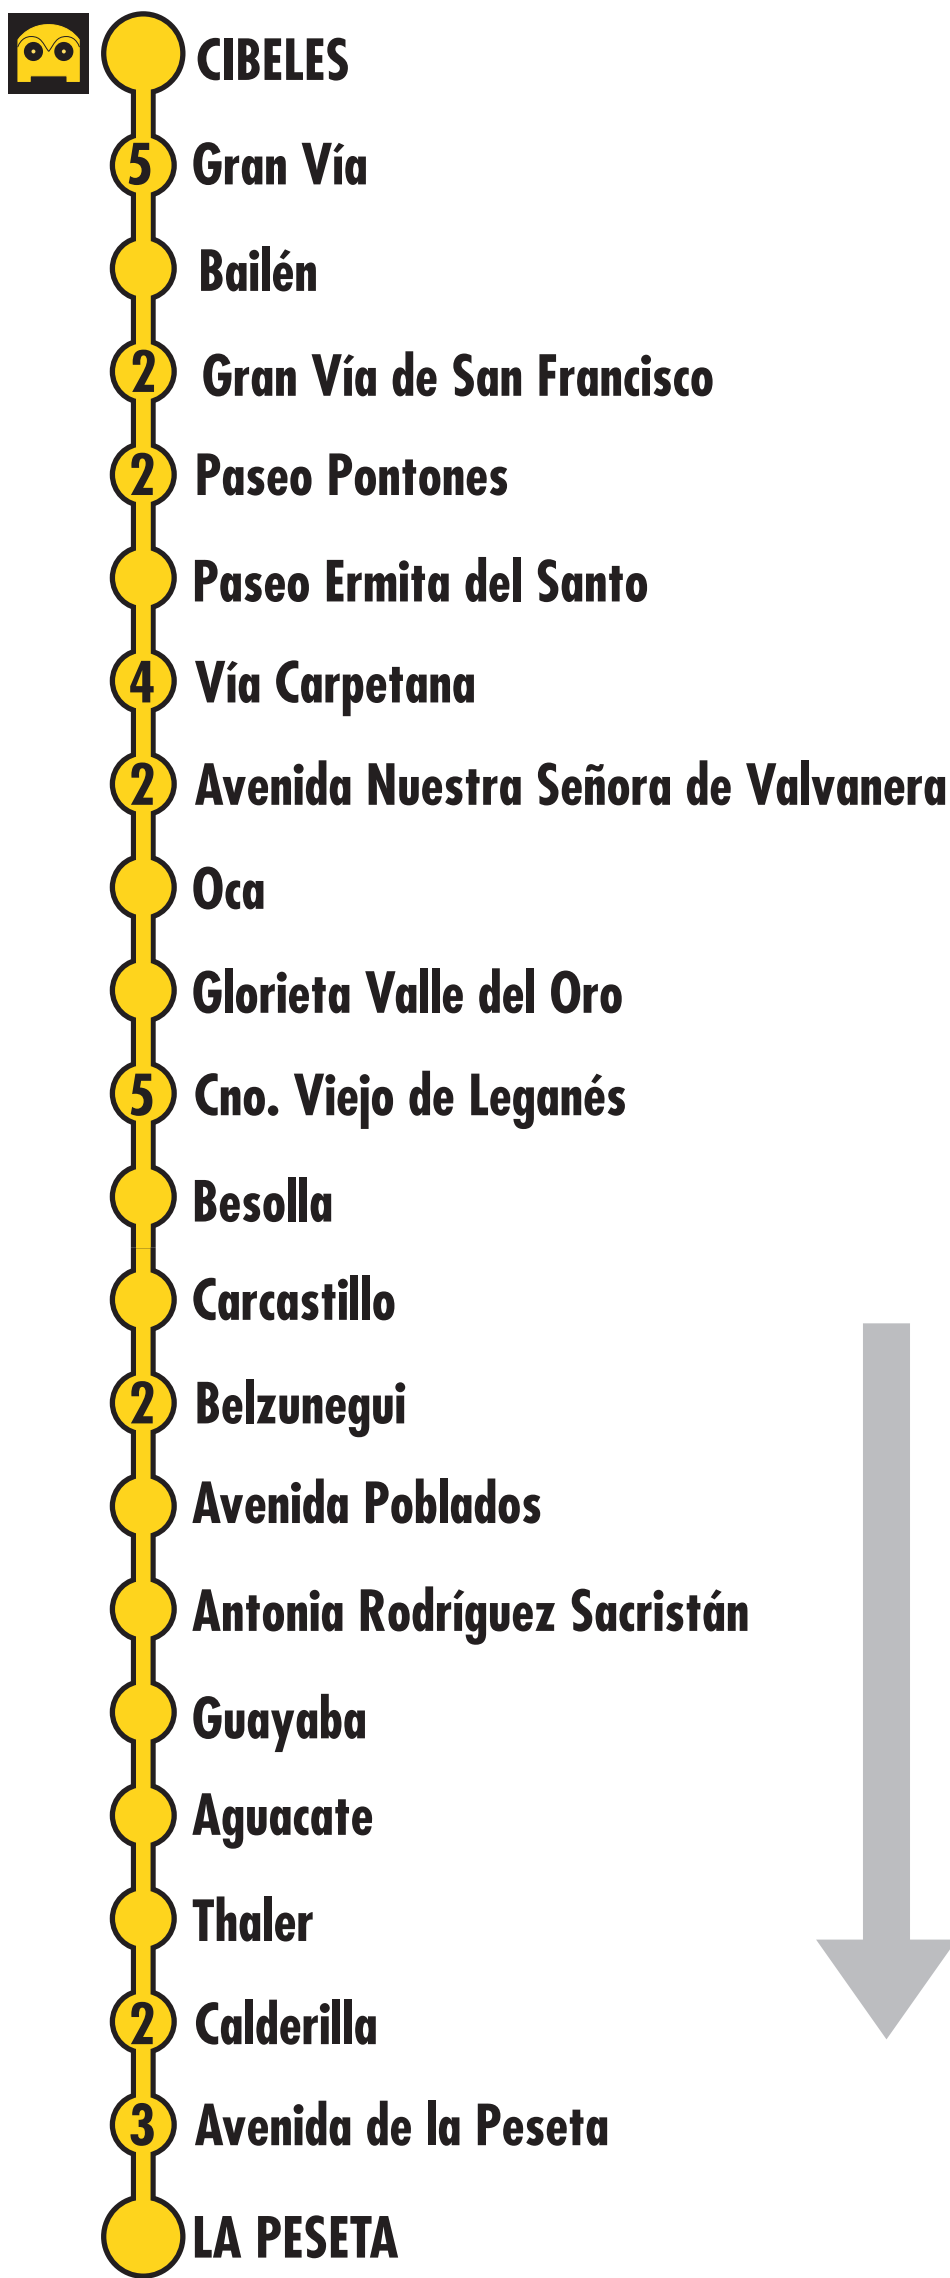 CIBELES
5 Gran Vía
Bailén
2 Gran Vía de San Francisco
2 Paseo Pontones
Paseo Ermita del Santo
4 Vía Carpetana
2 Avenida Nuestra Señora de Valvanera
Oca
Glorieta Valle del Oro
5 Cno. Viejo de Leganés
Besolla
Carcastillo
2 Belzunegui
Avenida Poblados
Antonia Rodríguez Sacristán
Guayaba
Aguacate
Thaler
2 Calderilla
3 Avenida de la Peseta
LA PESETA